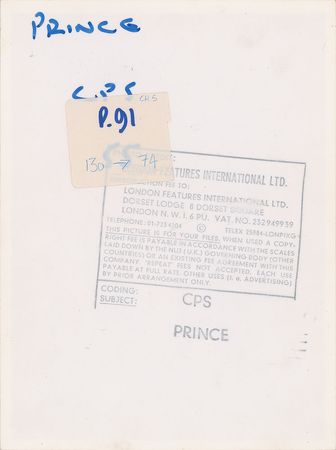 PRINCE
C.P.S
CRS
P.91
130 → 74
FEATURES INTERNATIONAL LTD.
FEE TO:
LONDON FEATURES INTERNATIONAL LTD.
DORSET LODGE 8 DORSET SQUARE
LONDON N.W.1. 6PU. VAT. NO. 232949939
TELEPHONE: 01-723 4204 TELEX 25984-LONPIXG
©
THIS PICTURE IS FOR YOUR FILES. WHEN USED A COPY-
RIGHT FEE IS PAYABLE IN ACCORDANCE WITH THE SCALES
LAID DOWN BY THE N.U.J. (U.K.) GOVERNING BODY (OTHER
COUNTRIES) OR AN EXISTING FEE AGREEMENT WITH THIS
COMPANY. 'REPEAT' FEES NOT ACCEPTED. EACH USE
PAYABLE AT FULL RATE. OTHER USES (i.e. ADVERTISING)
BY PRIOR ARRANGEMENT ONLY.
CODING: CPS
SUBJECT:
PRINCE